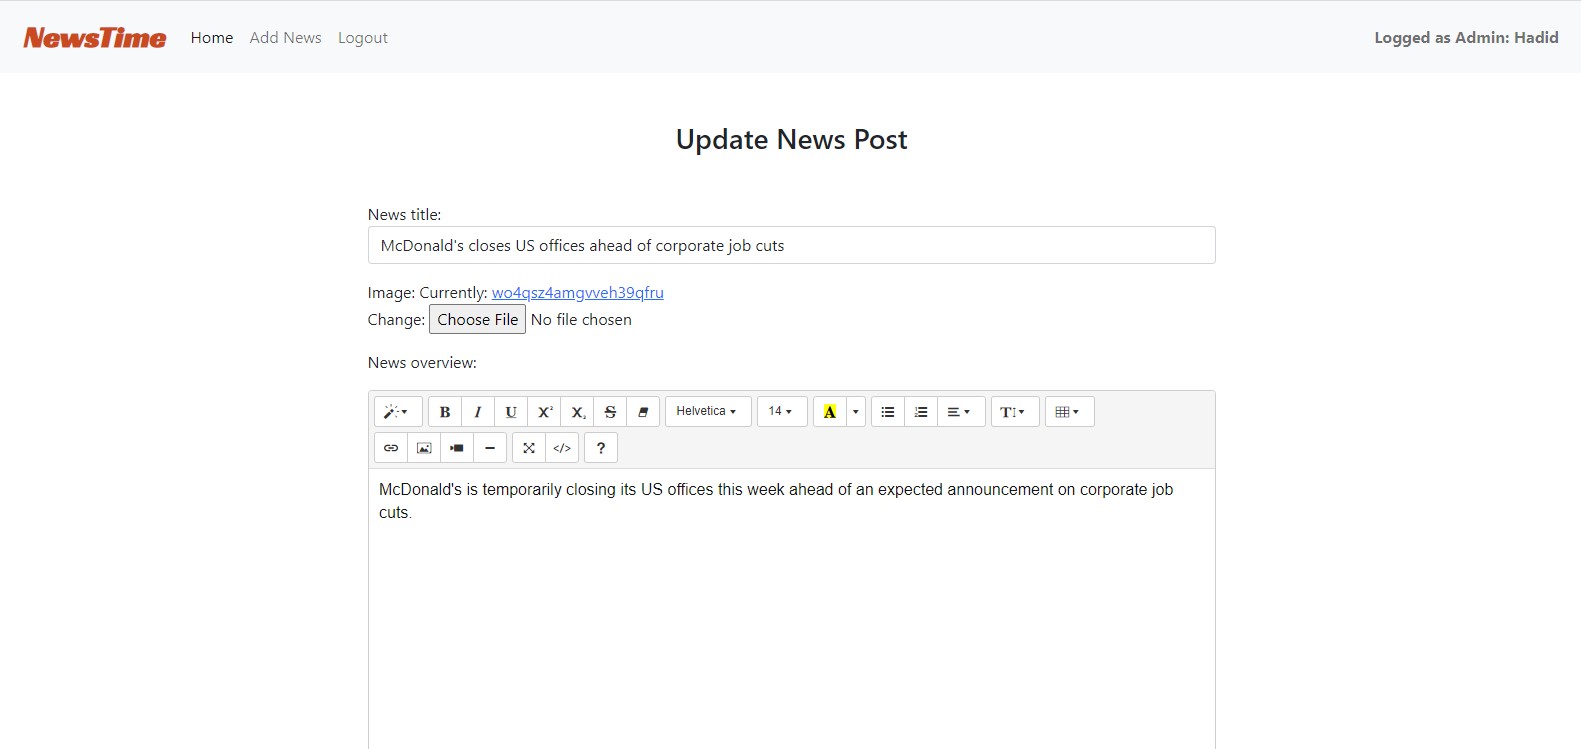 NewsTime Home Add News Logout Logged as Admin: Hadid
Update News Post
News title:
McDonald's closes US offices ahead of corporate job cuts
Image: Currently: wo4qsz4amgvveh39qfru
Change: Choose File No file chosen
News overview:
B I U X² X₂ S Helvetica 14 A T
</> ?
McDonald's is temporarily closing its US offices this week ahead of an expected announcement on corporate job
cuts.